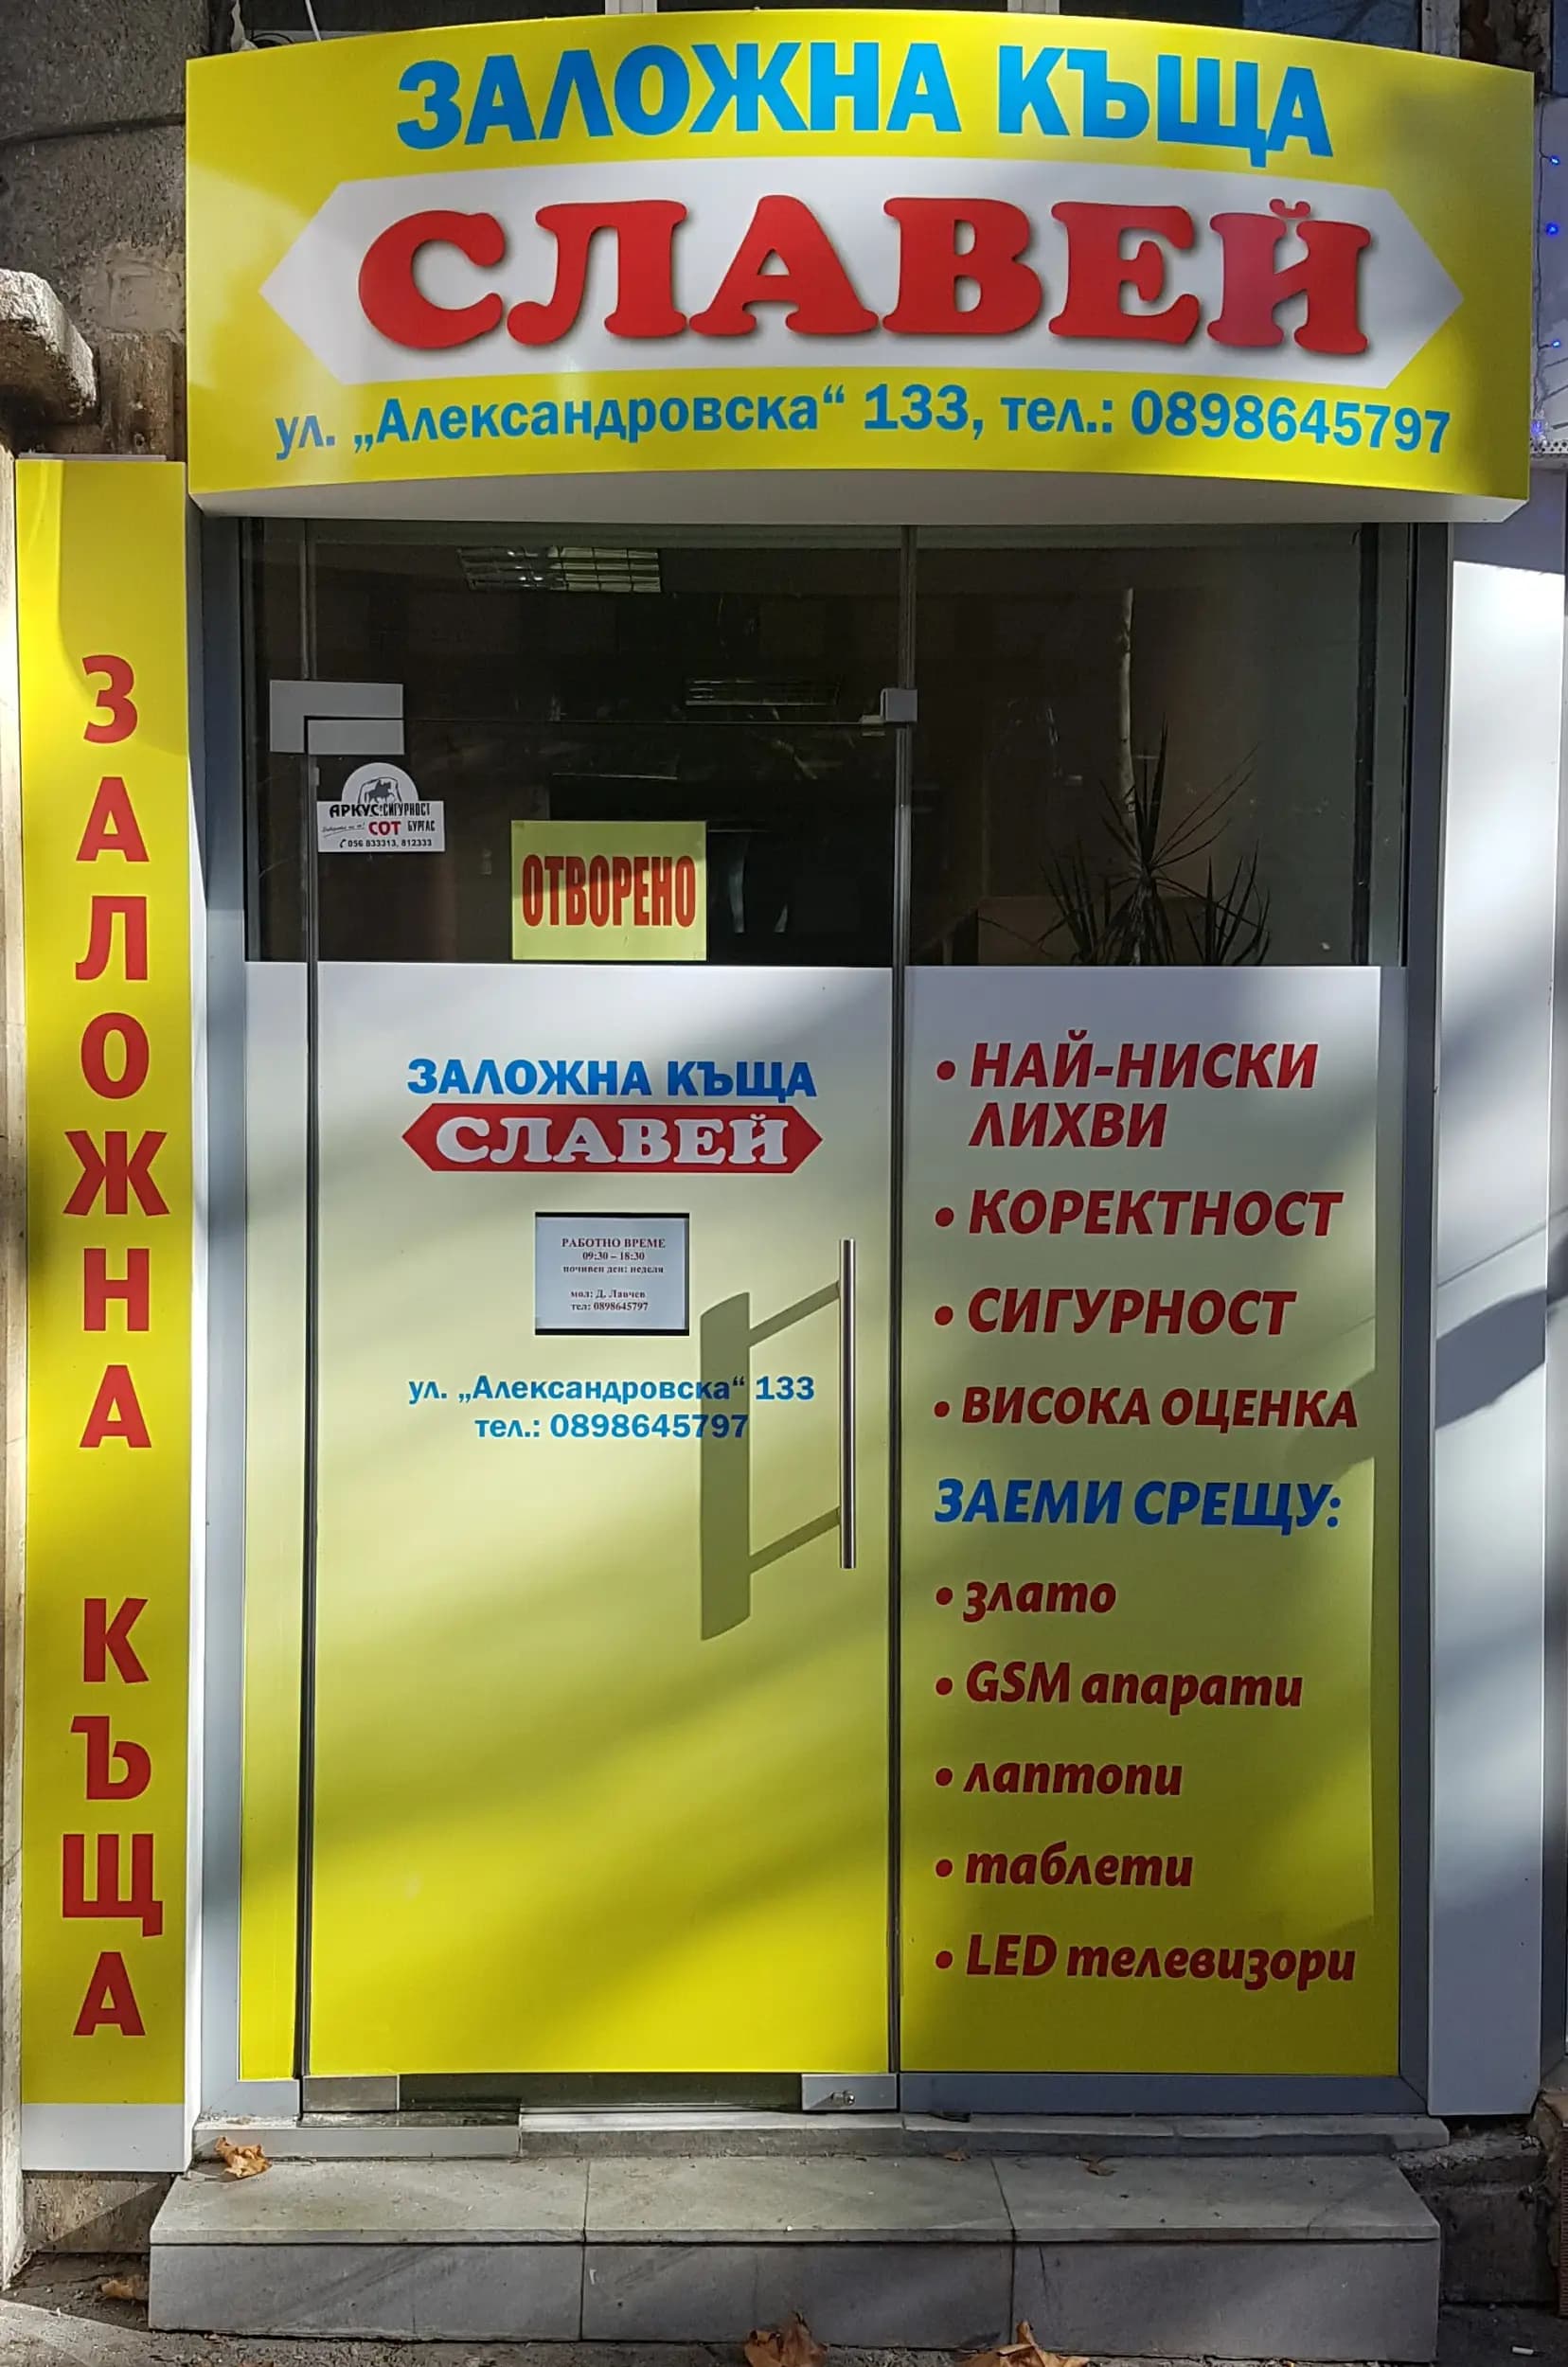 ЗАЛОЖНА КЪЩА
СЛАВЕЙ
ул. „Александровска“ 133, тел.: 0898645797
ЗАЛОЖНА КЪЩА
АРКУС СИГУРНОСТ
СОТ БУРГАС
056 833313, 812333
ОТВОРЕНО
ЗАЛОЖНА КЪЩА
СЛАВЕЙ
РАБОТНО ВРЕМЕ
09:30 – 18:30
почивен ден: неделя
мол: Д. Лавчев
тел: 0898645797
ул. „Александровска“ 133
тел.: 0898645797
• НАЙ-НИСКИ
ЛИХВИ
• КОРЕКТНОСТ
• СИГУРНОСТ
• ВИСОКА ОЦЕНКА
ЗАЕМИ СРЕЩУ:
• злато
• GSM апарати
• лаптопи
• таблети
• LED телевизори